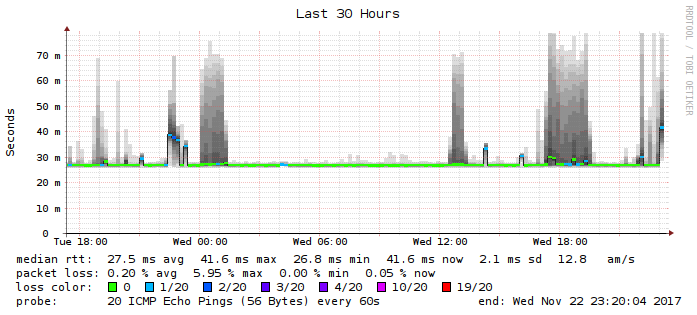 Last 30 Hours
RRDTOOL / TOBI OETIKER
Seconds
70 m
60 m
50 m
40 m
30 m
20 m
10 m
0
Tue 18:00 Wed 00:00 Wed 06:00 Wed 12:00 Wed 18:00
median rtt: 27.5 ms avg 41.6 ms max 26.8 ms min 41.6 ms now 2.1 ms sd 12.8 am/s
packet loss: 0.20 % avg 5.95 % max 0.00 % min 0.05 % now
loss color: 0 1/20 2/20 3/20 4/20 10/20 19/20
probe: 20 ICMP Echo Pings (56 Bytes) every 60s end: Wed Nov 22 23:20:04 2017